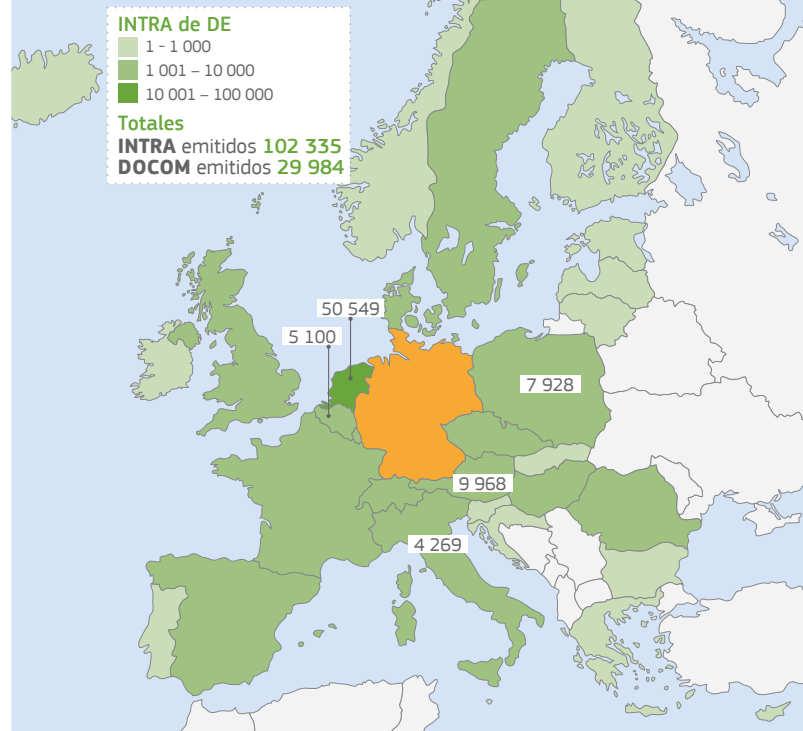 INTRA de DE
1 - 1 000
1 001 – 10 000
10 001 – 100 000
Totales
INTRA emitidos 102 335
DOCOM emitidos 29 984
50 549
5 100
7 928
9 968
4 269